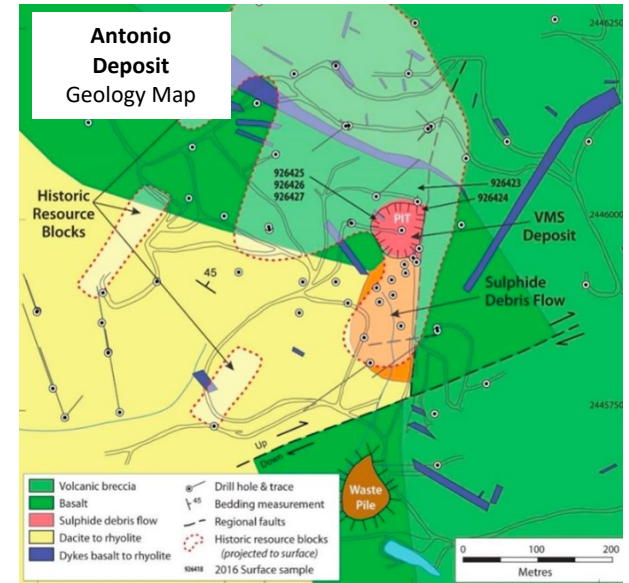 Antonio
Deposit
Geology Map
2446250
926425
926426
926427
926423
926424
PIT
2446000
Historic
Resource
Blocks
VMS
Deposit
45
Sulphide
Debris Flow
2445750
Up
Down
Waste
Pile
Volcanic breccia
Basalt
Sulphide debris flow
Dacite to rhyolite
Dykes basalt to rhyolite
Drill hole & trace
45 Bedding measurement
Regional faults
Historic resource blocks
(projected to surface)
926418 2016 Surface sample
0 100 200
Metres